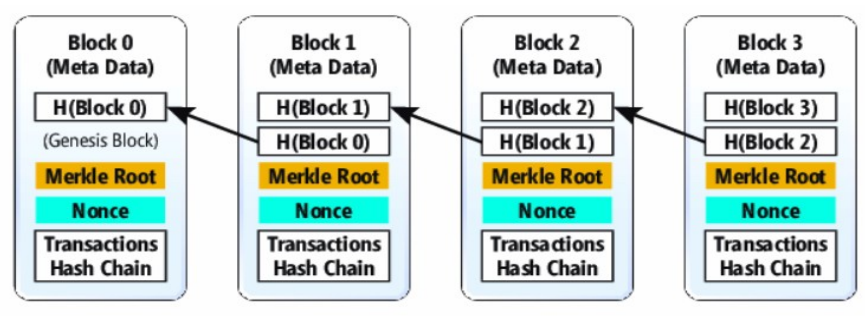 Block 0
(Meta Data)
H(Block 0)
(Genesis Block)
Merkle Root
Nonce
Transactions
Hash Chain
Block 1
(Meta Data)
H(Block 1)
H(Block 0)
Merkle Root
Nonce
Transactions
Hash Chain
Block 2
(Meta Data)
H(Block 2)
H(Block 1)
Merkle Root
Nonce
Transactions
Hash Chain
Block 3
(Meta Data)
H(Block 3)
H(Block 2)
Merkle Root
Nonce
Transactions
Hash Chain